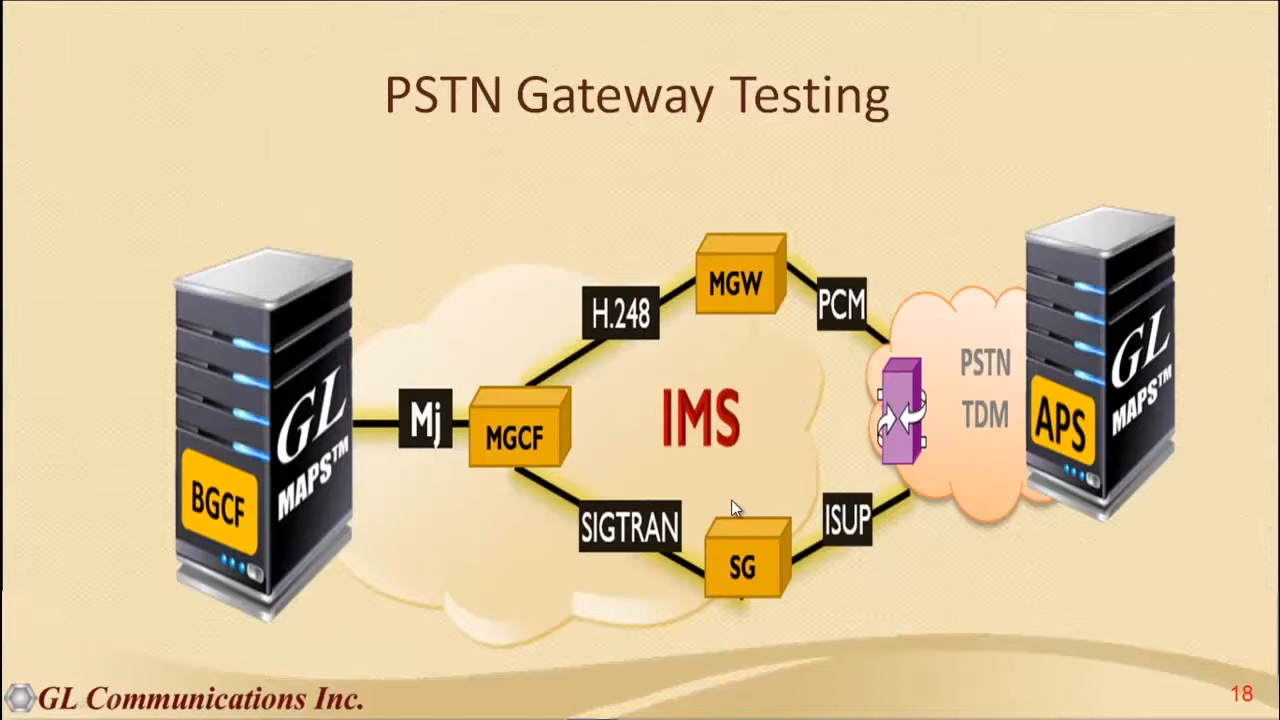 PSTN Gateway Testing
MGW
H.248
PCM
PSTN
TDM
GL
MAPS™
APS
GL
MAPS™
BGCF
Mj
MGCF
IMS
SIGTRAN
SG
ISUP
GL Communications Inc.
18